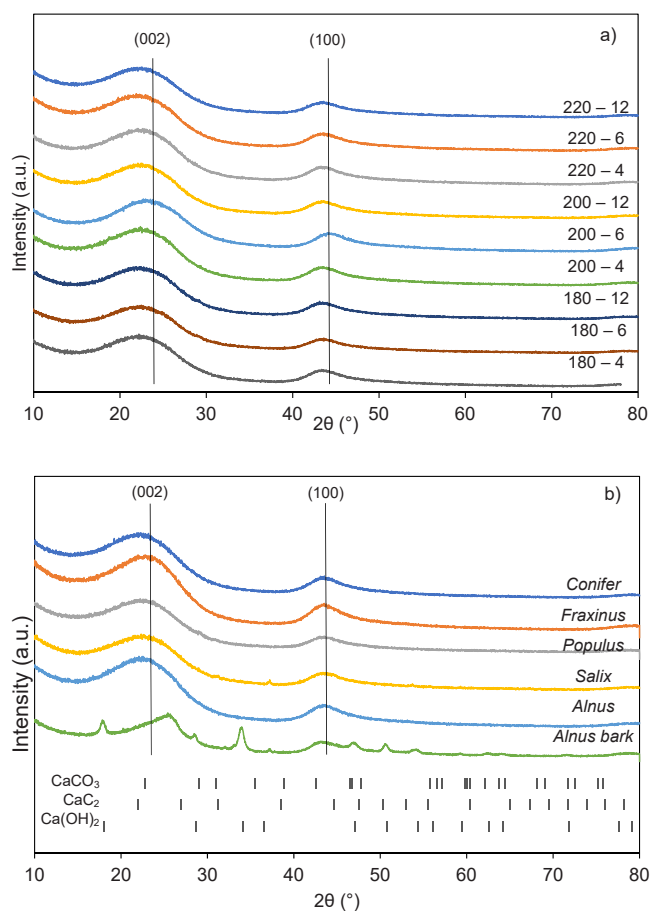 (002)
(100)
a)
220 – 12
220 – 6
220 – 4
200 – 12
200 – 6
200 – 4
180 – 12
180 – 6
180 – 4
Intensity (a.u.)
10 20 30 40 50 60 70 80
2θ (°)
(002)
(100)
b)
Conifer
Fraxinus
Populus
Salix
Alnus
Alnus bark
Intensity (a.u.)
CaCO3
CaC2
Ca(OH)2
10 20 30 40 50 60 70 80
2θ (°)